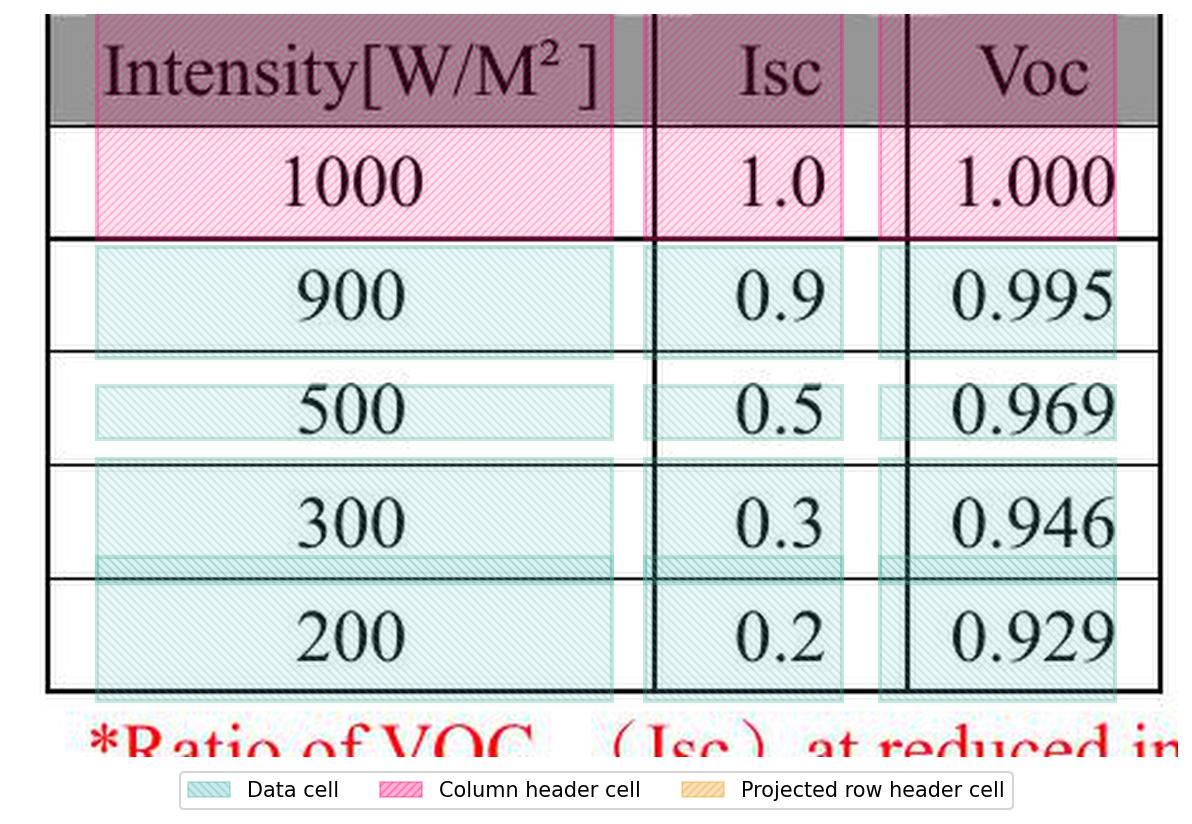 Intensity[W/M² ] Isc Voc
1000 1.0 1.000
900 0.9 0.995
500 0.5 0.969
300 0.3 0.946
200 0.2 0.929
*Ratio of VOC （Isc）at reduced in
Data cell Column header cell Projected row header cell